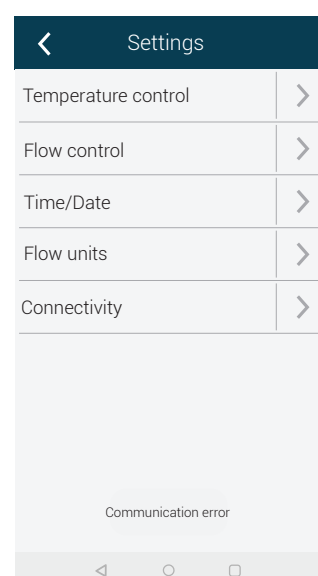 Settings
Temperature control
Flow control
Time/Date
Flow units
Connectivity
Communication error